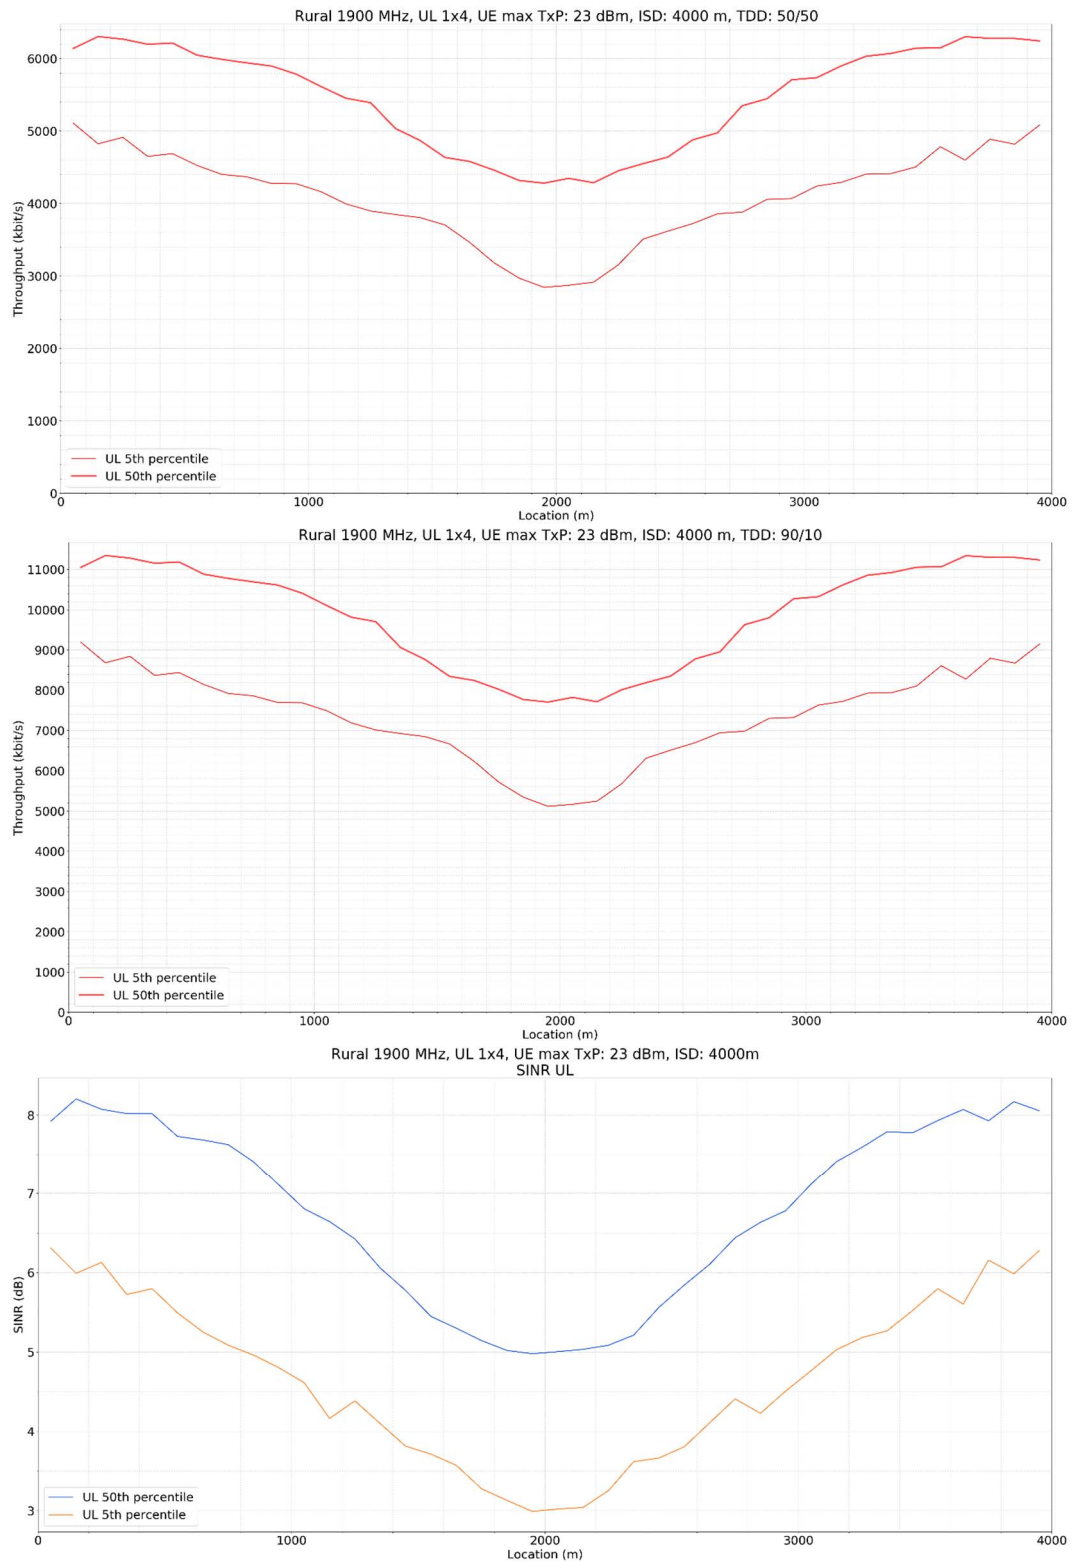 Rural 1900 MHz, UL 1x4, UE max TxP: 23 dBm, ISD: 4000 m, TDD: 50/50
6000
5000
4000
3000
2000
1000
0
Throughput (kbit/s)
UL 5th percentile
UL 50th percentile
0 1000 2000 3000 4000
Location (m)
Rural 1900 MHz, UL 1x4, UE max TxP: 23 dBm, ISD: 4000 m, TDD: 90/10
11000
10000
9000
8000
7000
6000
5000
4000
3000
2000
1000
0
Throughput (kbit/s)
UL 5th percentile
UL 50th percentile
0 1000 2000 3000 4000
Location (m)
Rural 1900 MHz, UL 1x4, UE max TxP: 23 dBm, ISD: 4000m
SINR UL
8
7
6
5
4
3
SINR (dB)
UL 50th percentile
UL 5th percentile
0 1000 2000 3000 4000
Location (m)